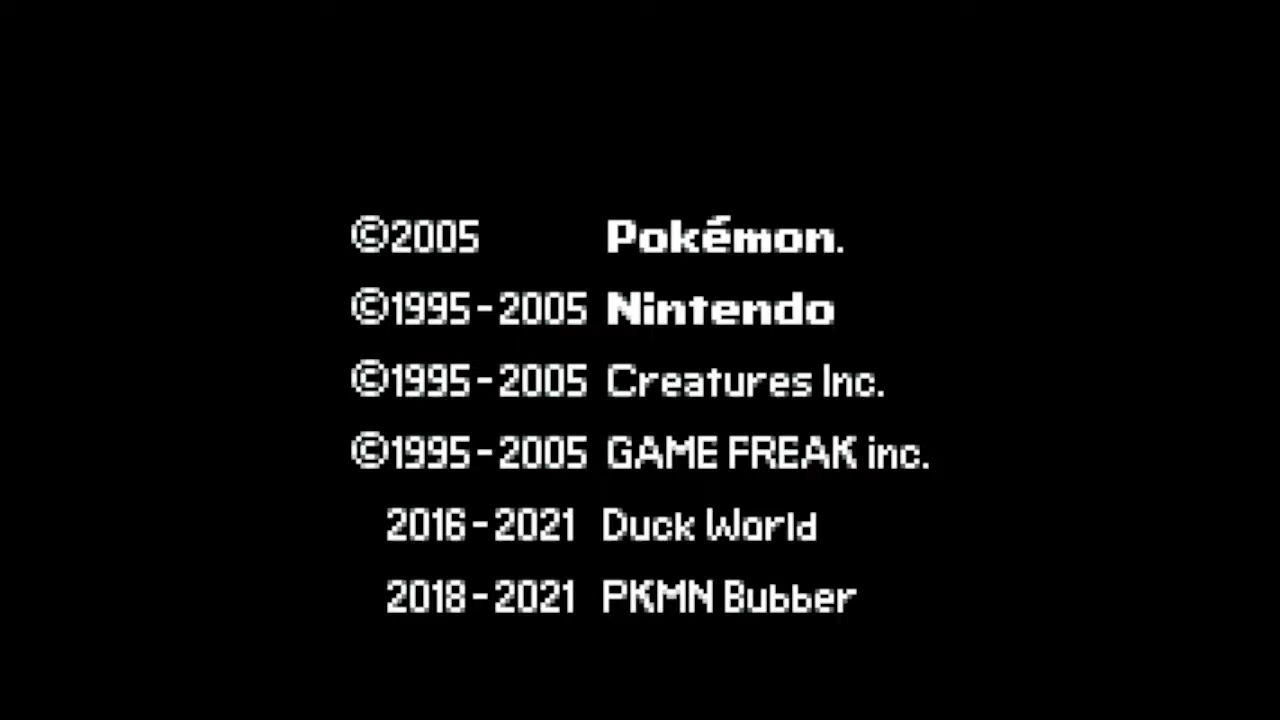 ©2005 Pokémon.
©1995-2005 Nintendo
©1995-2005 Creatures Inc.
©1995-2005 GAME FREAK inc.
2016-2021 Duck World
2018-2021 PKMN Bubber